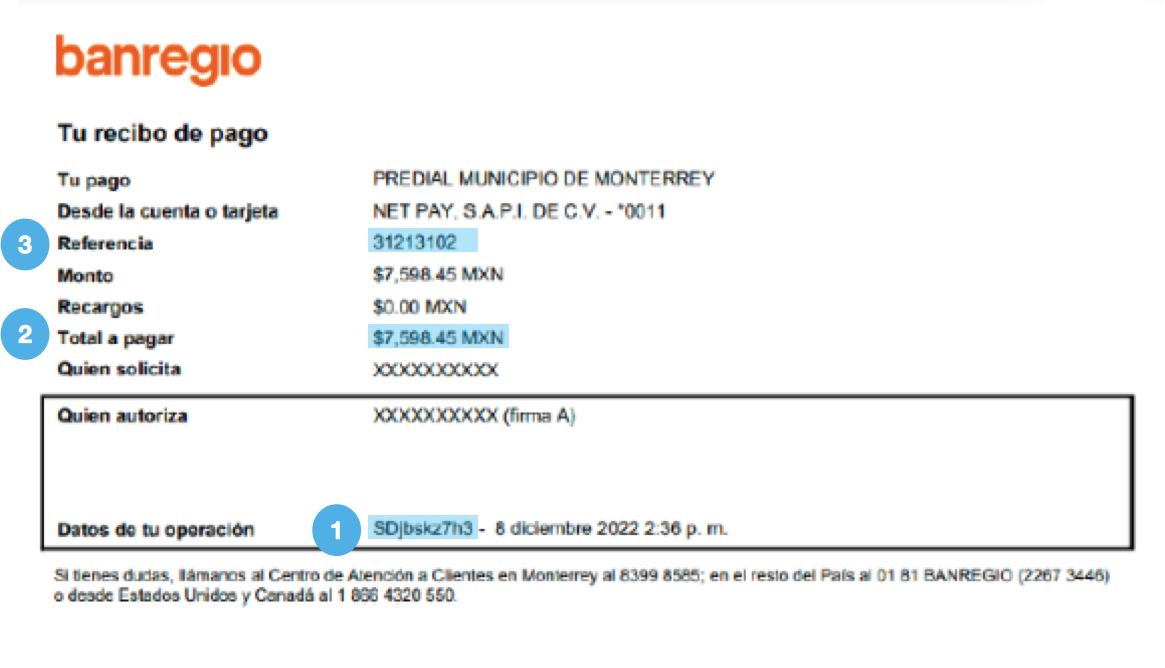 banregio
Tu recibo de pago
Tu pago PREDIAL MUNICIPIO DE MONTERREY
Desde la cuenta o tarjeta NET PAY, S.A.P.I. DE C.V. - *0011
3 Referencia 31213102
Monto $7,598.45 MXN
Recargos $0.00 MXN
2 Total a pagar $7,598.45 MXN
Quien solicita XXXXXXXXXX
Quien autoriza XXXXXXXXXX (firma A)
Datos de tu operación 1 SDjbskz7h3 - 8 diciembre 2022 2:36 p. m.
Si tienes dudas, llámanos al Centro de Atención a Clientes en Monterrey al 8399 8585; en el resto del País al 01 81 BANREGIO (2267 3446)
o desde Estados Unidos y Canadá al 1 866 4320 550.